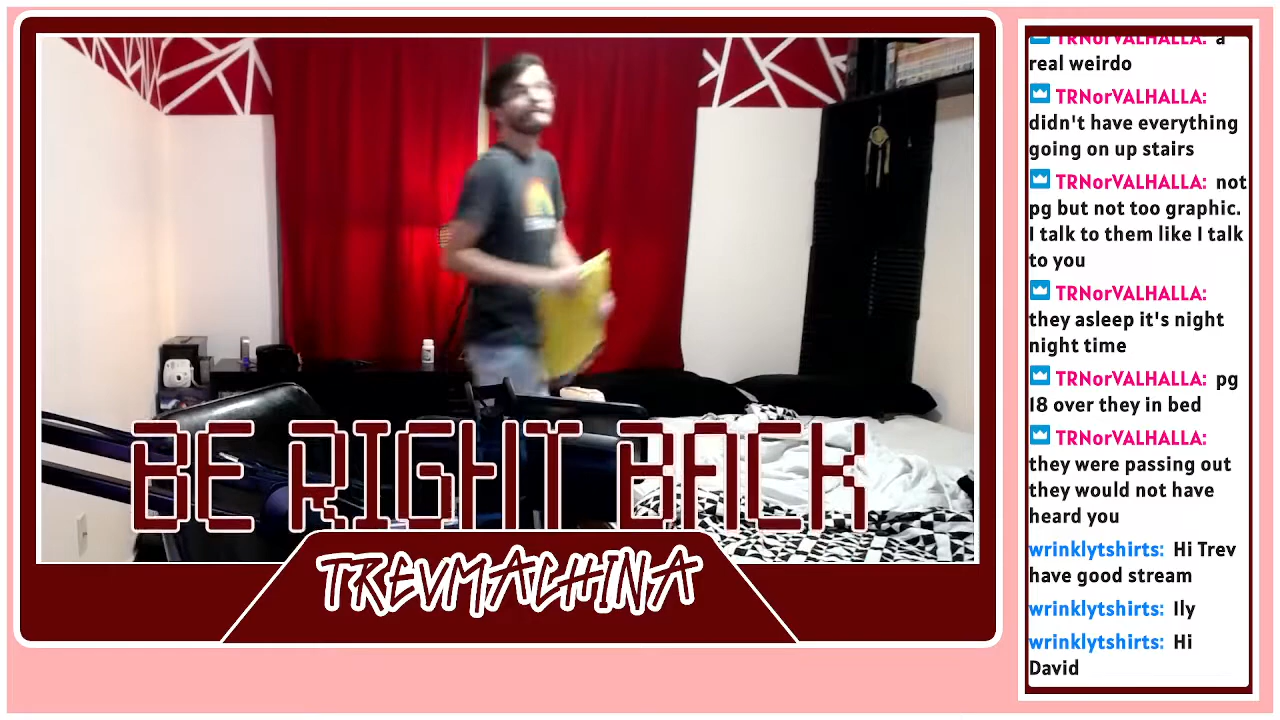 BE RIGHT BACK
TREVMACHINA
TRNorVALHALLA: a
real weirdo
TRNorVALHALLA:
didn't have everything
going on up stairs
TRNorVALHALLA: not
pg but not too graphic.
I talk to them like I talk
to you
TRNorVALHALLA:
they asleep it's night
night time
TRNorVALHALLA: pg
18 over they in bed
TRNorVALHALLA:
they were passing out
they would not have
heard you
wrinklytshirts: Hi Trev
have good stream
wrinklytshirts: Ily
wrinklytshirts: Hi
David